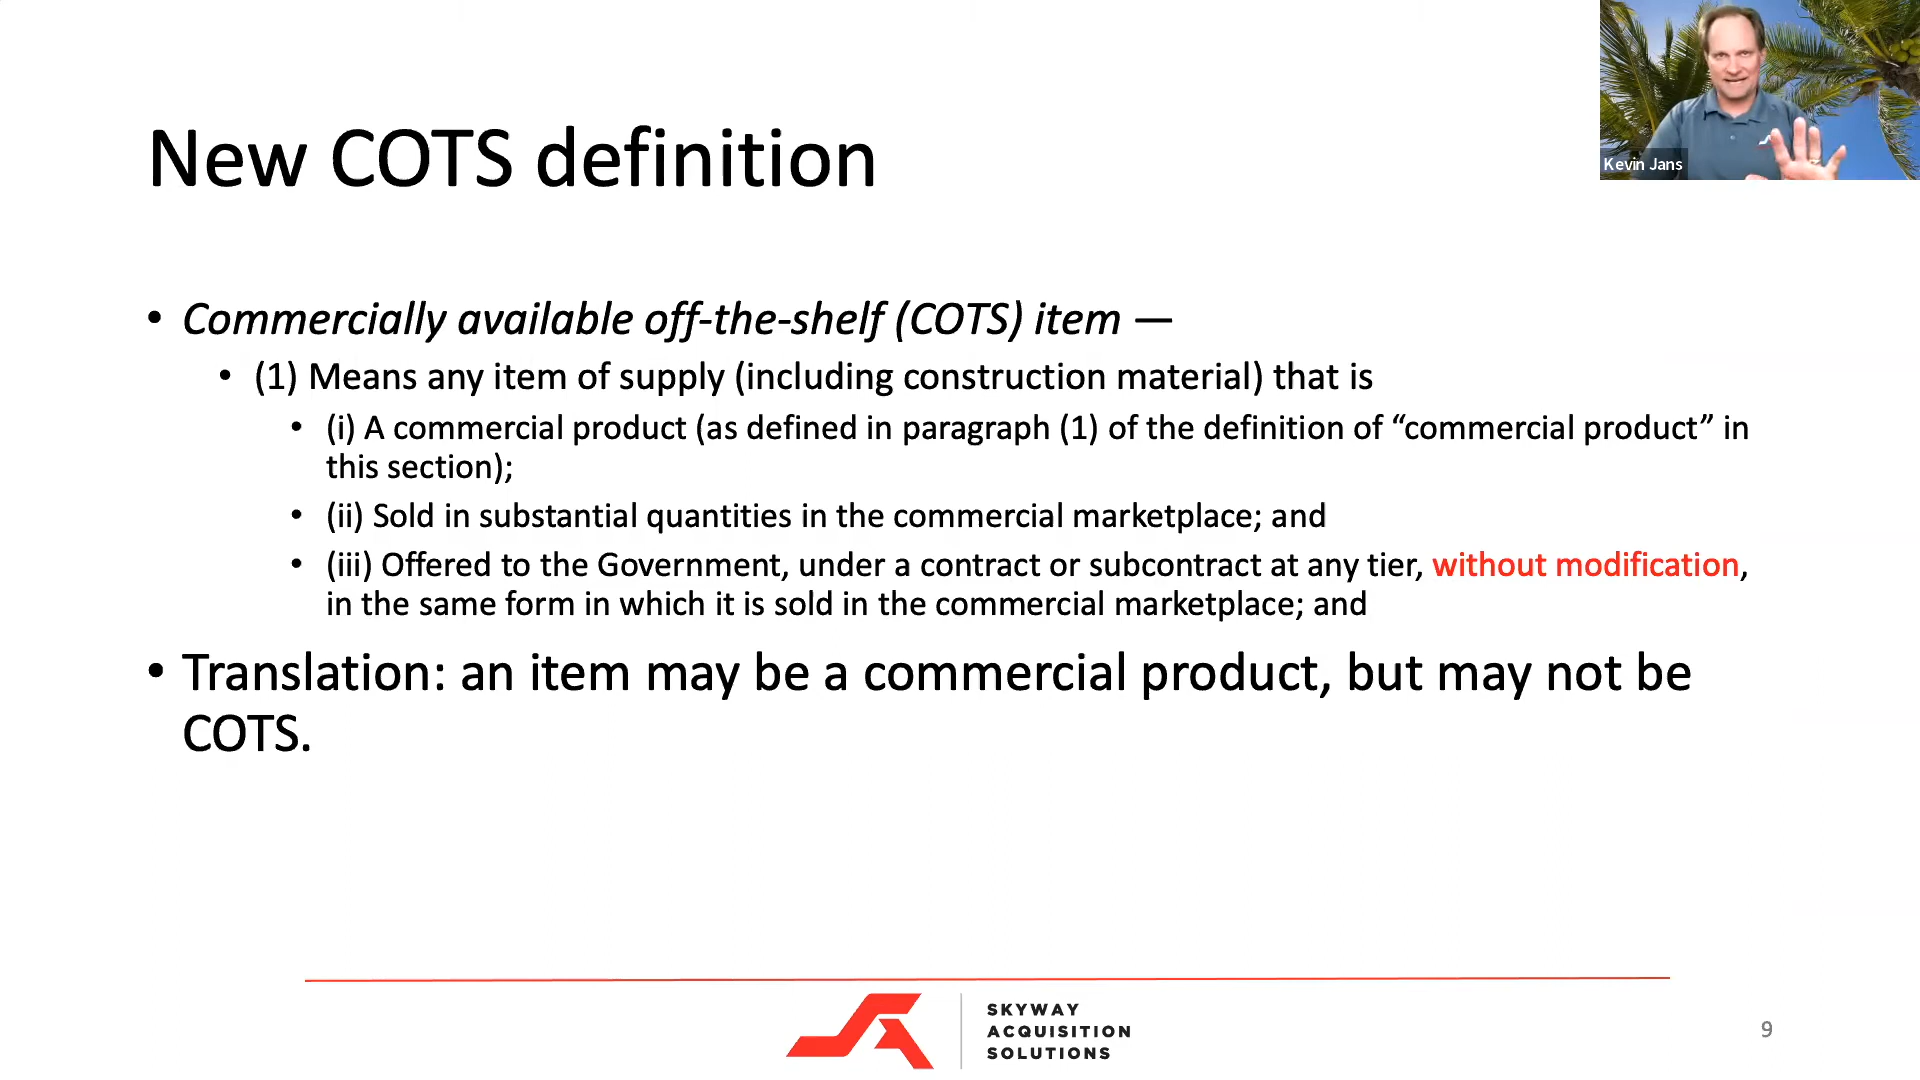 New COTS definition
Kevin Jans
• Commercially available off-the-shelf (COTS) item —
• (1) Means any item of supply (including construction material) that is
• (i) A commercial product (as defined in paragraph (1) of the definition of “commercial product” in
this section);
• (ii) Sold in substantial quantities in the commercial marketplace; and
• (iii) Offered to the Government, under a contract or subcontract at any tier, without modification,
in the same form in which it is sold in the commercial marketplace; and
• Translation: an item may be a commercial product, but may not be
COTS.
SKYWAY
ACQUISITION
SOLUTIONS
9